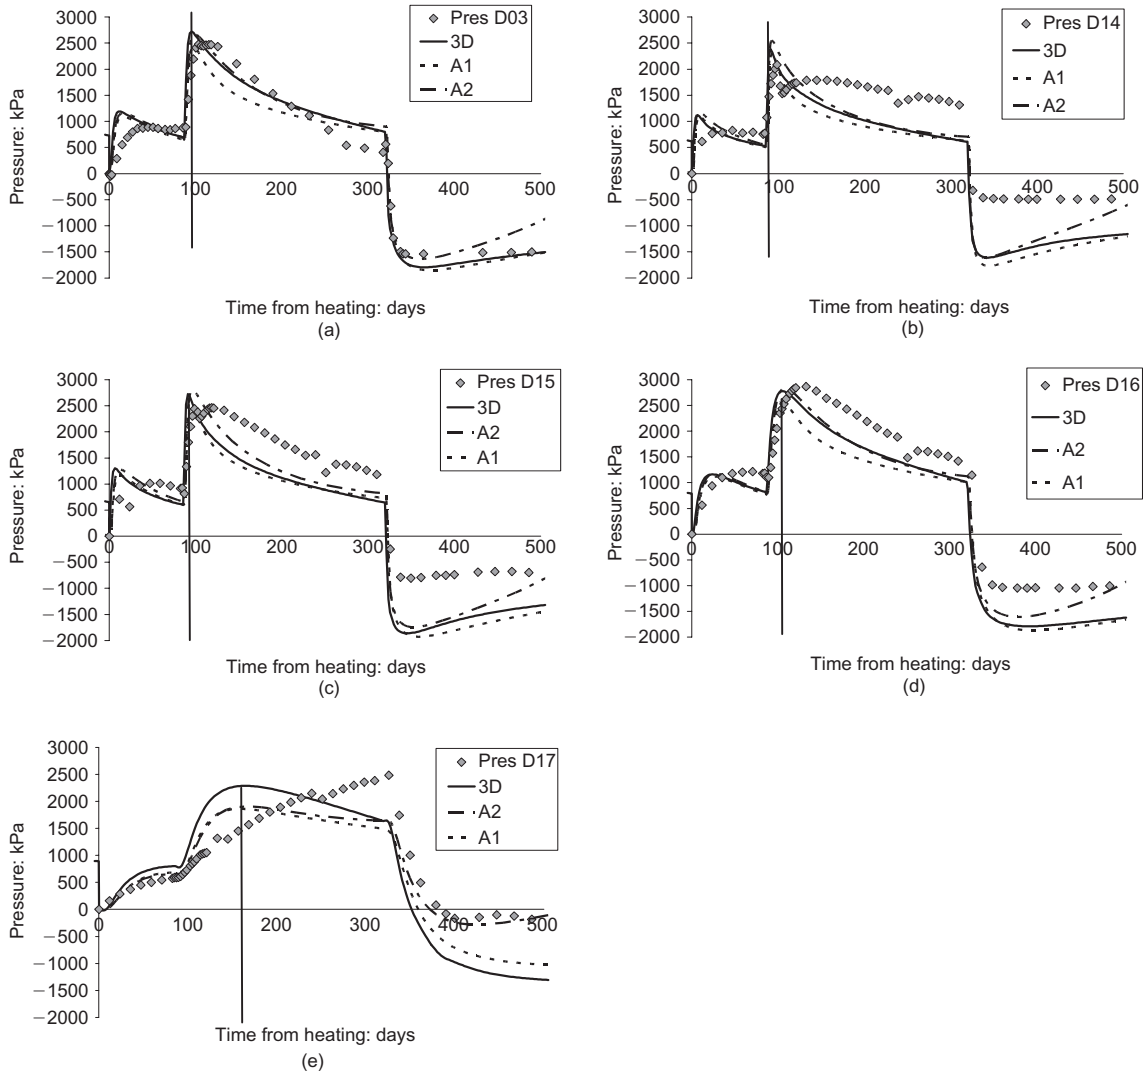 3000
2500
2000
1500
1000
500
0
−500
−1000
−1500
−2000
Pressure: kPa
0 100 200 300 400 500
Time from heating: days
Pres D03
3D
A1
A2
(a)
3000
2500
2000
1500
1000
500
0
−500
−1000
−1500
−2000
Pressure: kPa
0 100 200 300 400 500
Time from heating: days
Pres D14
3D
A1
A2
(b)
3000
2500
2000
1500
1000
500
0
−500
−1000
−1500
−2000
Pressure: kPa
0 100 200 300 400 500
Time from heating: days
Pres D15
3D
A2
A1
(c)
3000
2500
2000
1500
1000
500
0
−500
−1000
−1500
−2000
Pressure: kPa
0 100 200 300 400 500
Time from heating: days
Pres D16
3D
A2
A1
(d)
3000
2500
2000
1500
1000
500
0
−500
−1000
−1500
−2000
Pressure: kPa
0 100 200 300 400 500
Time from heating: days
Pres D17
3D
A2
A1
(e)